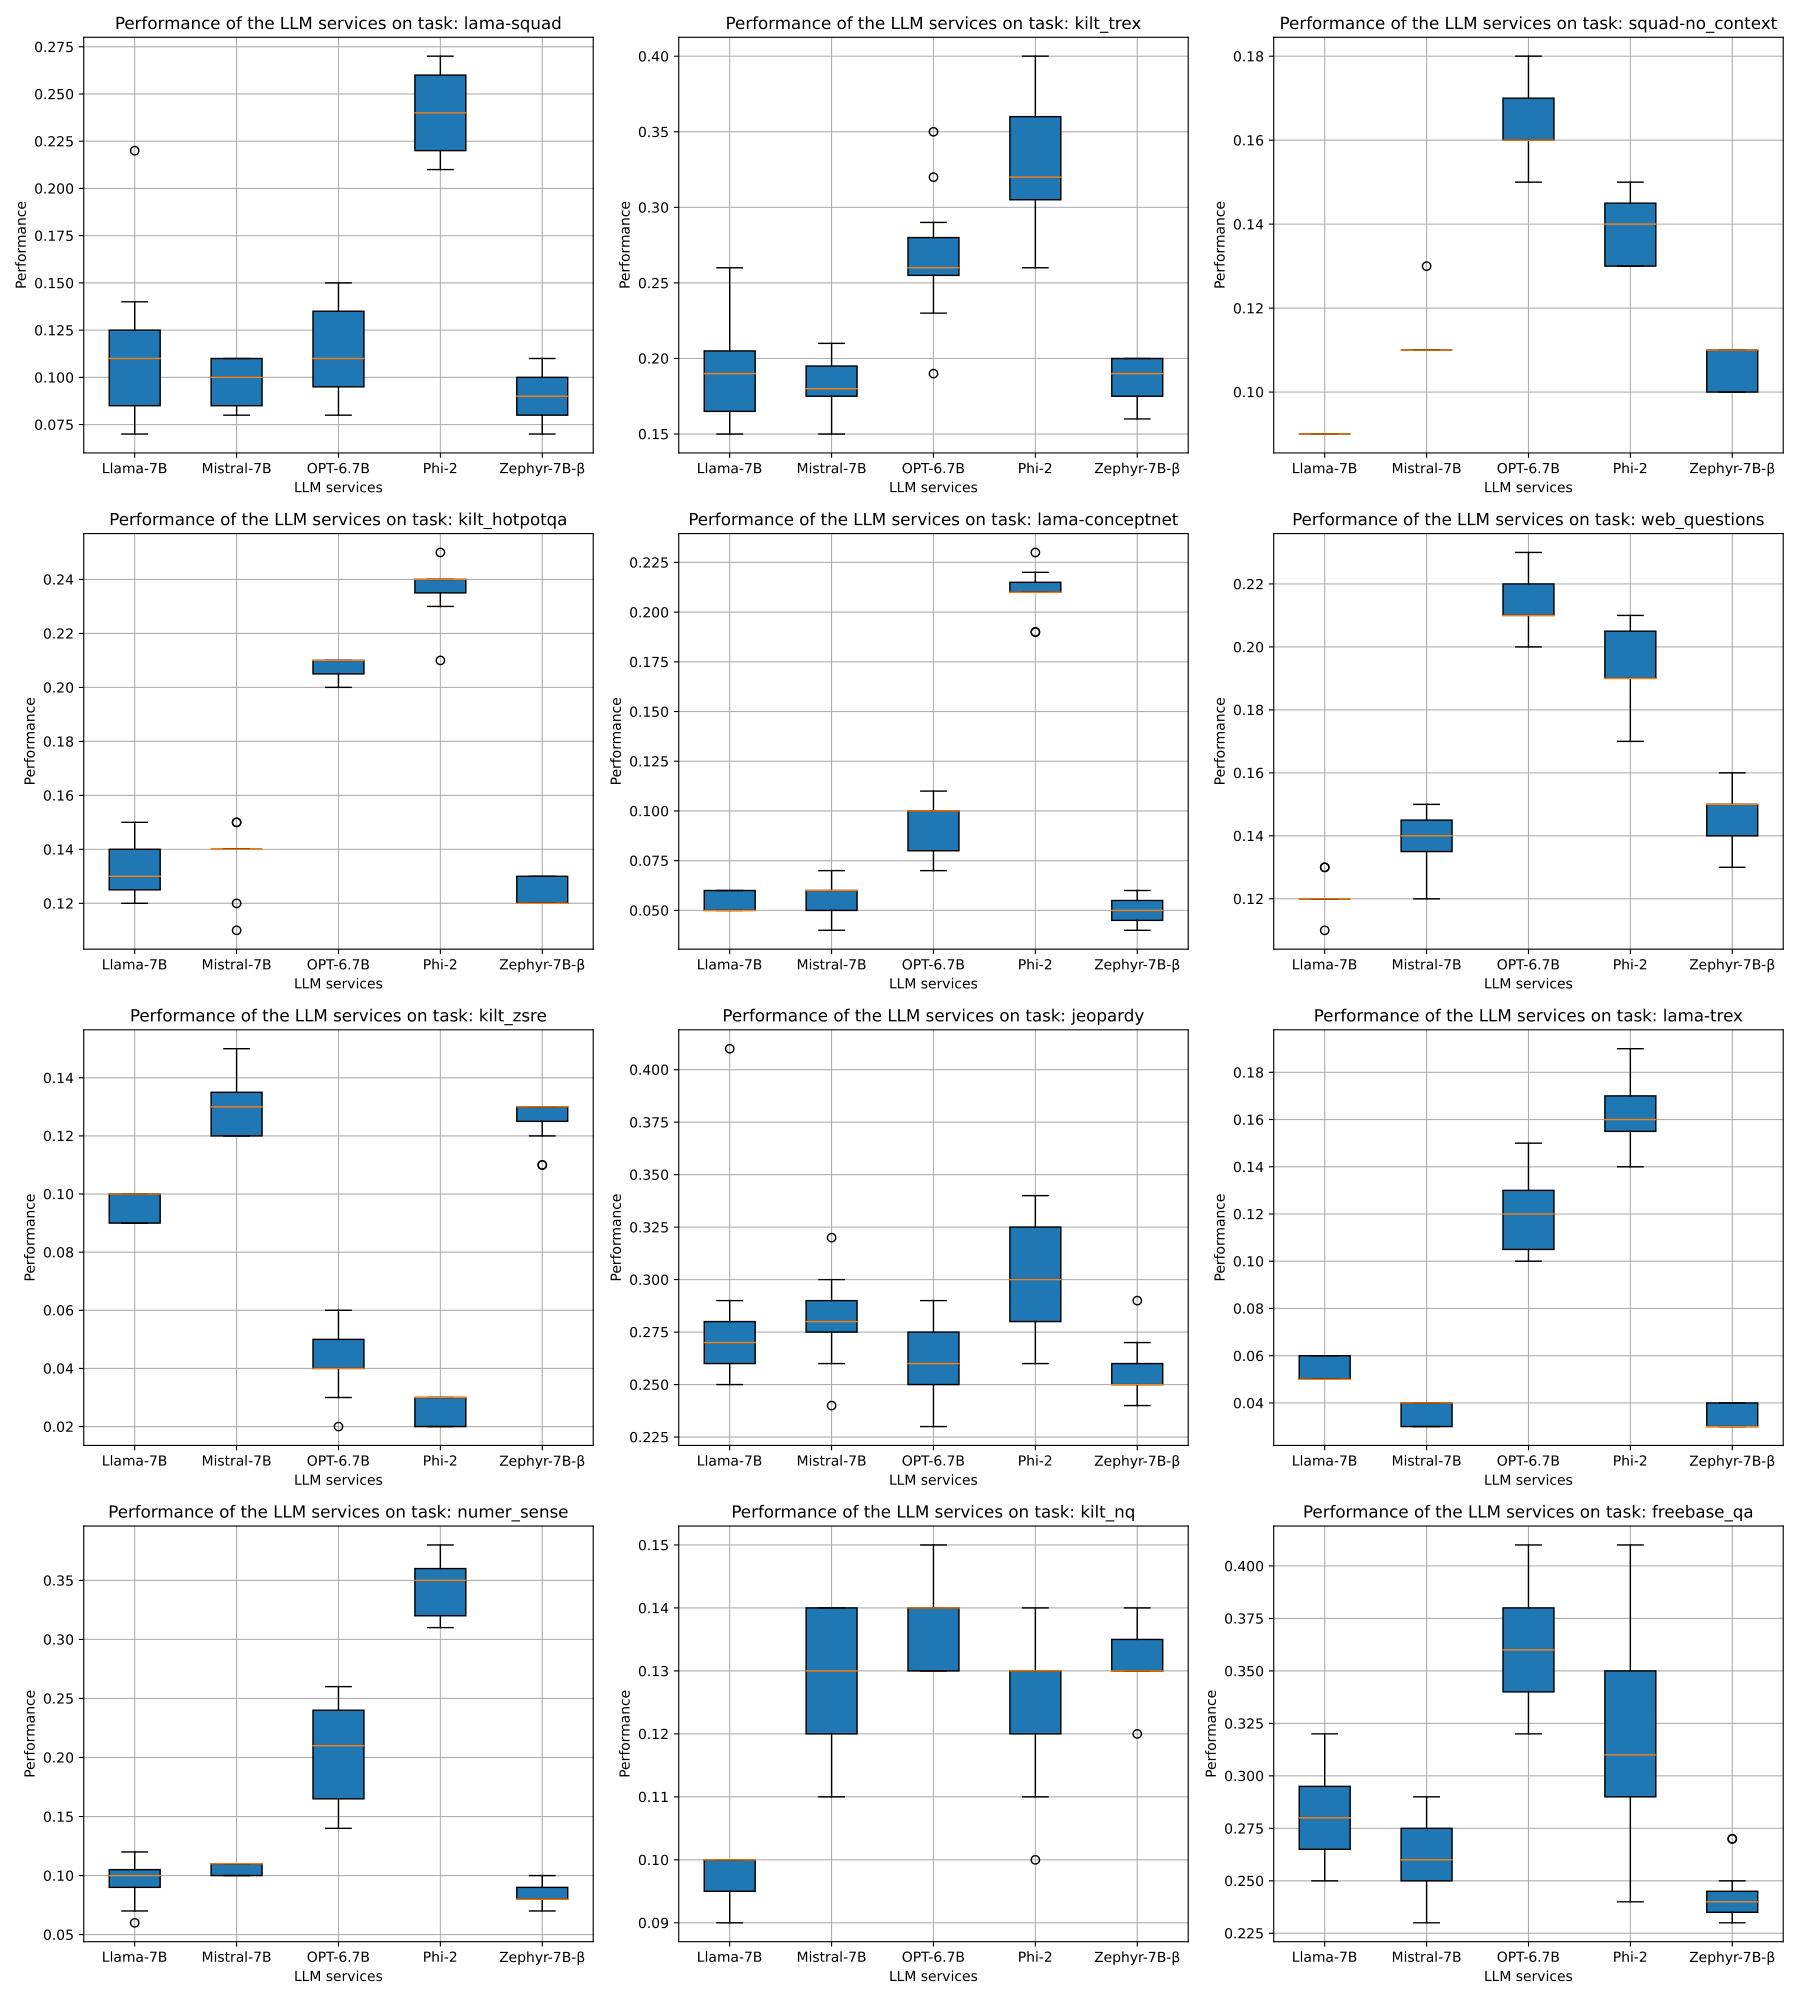 Performance of the LLM services on task: lama-squad
0.275
0.250
0.225
0.200
0.175
0.150
0.125
0.100
0.075
Performance
Llama-7B Mistral-7B OPT-6.7B Phi-2 Zephyr-7B-β
LLM services
Performance of the LLM services on task: kilt_trex
0.40
0.35
0.30
0.25
0.20
0.15
Performance
Llama-7B Mistral-7B OPT-6.7B Phi-2 Zephyr-7B-β
LLM services
Performance of the LLM services on task: squad-no_context
0.18
0.16
0.14
0.12
0.10
Performance
Llama-7B Mistral-7B OPT-6.7B Phi-2 Zephyr-7B-β
LLM services
Performance of the LLM services on task: kilt_hotpotqa
0.24
0.22
0.20
0.18
0.16
0.14
0.12
Performance
Llama-7B Mistral-7B OPT-6.7B Phi-2 Zephyr-7B-β
LLM services
Performance of the LLM services on task: lama-conceptnet
0.225
0.200
0.175
0.150
0.125
0.100
0.075
0.050
Performance
Llama-7B Mistral-7B OPT-6.7B Phi-2 Zephyr-7B-β
LLM services
Performance of the LLM services on task: web_questions
0.22
0.20
0.18
0.16
0.14
0.12
Performance
Llama-7B Mistral-7B OPT-6.7B Phi-2 Zephyr-7B-β
LLM services
Performance of the LLM services on task: kilt_zsre
0.14
0.12
0.10
0.08
0.06
0.04
0.02
Performance
Llama-7B Mistral-7B OPT-6.7B Phi-2 Zephyr-7B-β
LLM services
Performance of the LLM services on task: jeopardy
0.400
0.375
0.350
0.325
0.300
0.275
0.250
0.225
Performance
Llama-7B Mistral-7B OPT-6.7B Phi-2 Zephyr-7B-β
LLM services
Performance of the LLM services on task: lama-trex
0.18
0.16
0.14
0.12
0.10
0.08
0.06
0.04
Performance
Llama-7B Mistral-7B OPT-6.7B Phi-2 Zephyr-7B-β
LLM services
Performance of the LLM services on task: numer_sense
0.35
0.30
0.25
0.20
0.15
0.10
0.05
Performance
Llama-7B Mistral-7B OPT-6.7B Phi-2 Zephyr-7B-β
LLM services
Performance of the LLM services on task: kilt_nq
0.15
0.14
0.13
0.12
0.11
0.10
0.09
Performance
Llama-7B Mistral-7B OPT-6.7B Phi-2 Zephyr-7B-β
LLM services
Performance of the LLM services on task: freebase_qa
0.400
0.375
0.350
0.325
0.300
0.275
0.250
0.225
Performance
Llama-7B Mistral-7B OPT-6.7B Phi-2 Zephyr-7B-β
LLM services